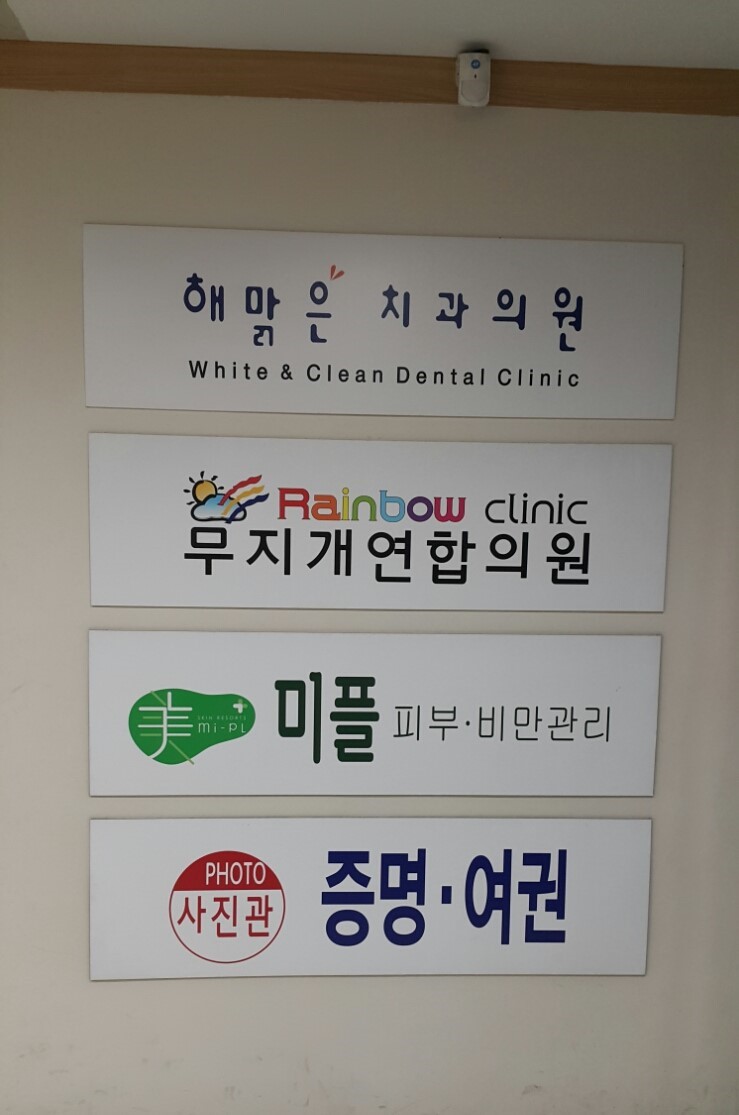 해맑은 치과의원
White & Clean Dental Clinic
Rainbow clinic
무지개연합의원
美 SKIN RESORTS
mi-PL
미플 피부·비만관리
PHOTO
사진관
증명·여권